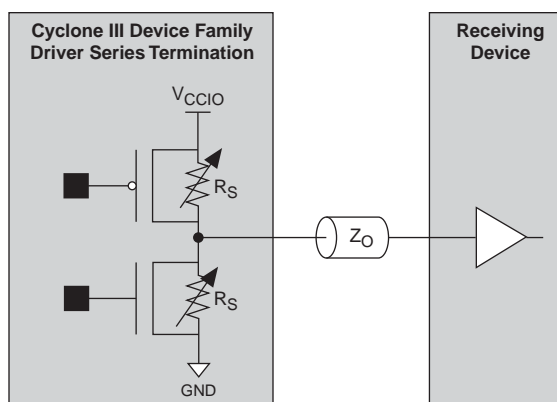 Cyclone III Device Family
Driver Series Termination
Receiving
Device
VCCIO
RS
ZO
RS
GND